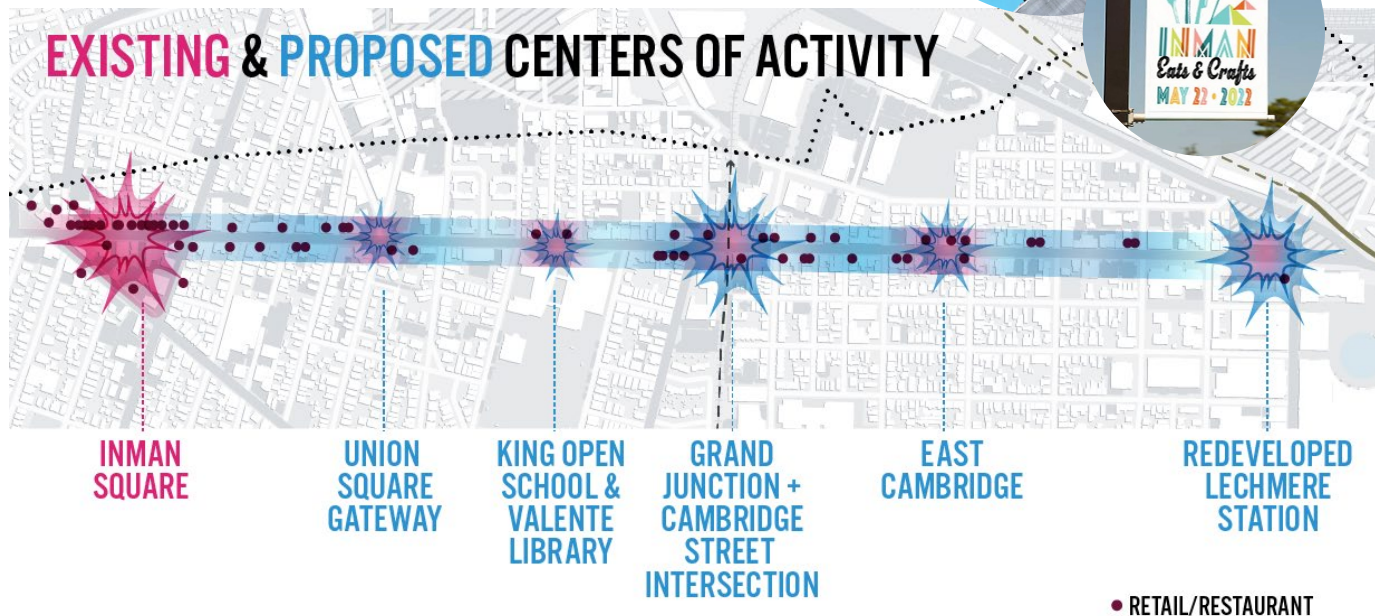 EXISTING & PROPOSED CENTERS OF ACTIVITY
INMAN
Eats & Crafts
MAY 22 • 2022
INMAN
SQUARE
UNION
SQUARE
GATEWAY
KING OPEN
SCHOOL &
VALENTE
LIBRARY
GRAND
JUNCTION +
CAMBRIDGE
STREET
INTERSECTION
EAST
CAMBRIDGE
REDEVELOPED
LECHMERE
STATION
RETAIL/RESTAURANT